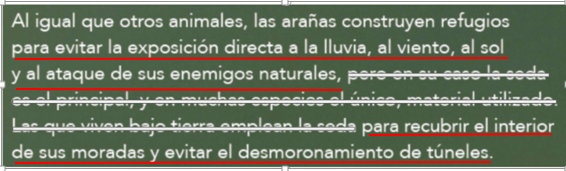 Al igual que otros animales, las arañas construyen refugios
para evitar la exposición directa a la lluvia, al viento, al sol
y al ataque de sus enemigos naturales, pero en su caso la seda
es el principal, y en muchas especies el único, material utilizado.
Las que viven bajo tierra emplean la seda para recubrir el interior
de sus moradas y evitar el desmoronamiento de túneles.